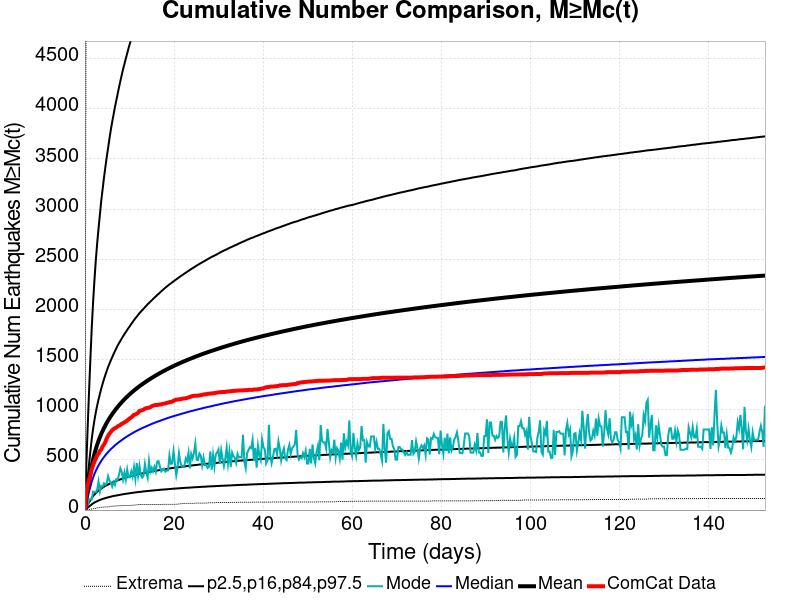 Cumulative Number Comparison, M≥Mc(t)
Cumulative Num Earthquakes M≥Mc(t)
4500
4000
3500
3000
2500
2000
1500
1000
500
0
0 20 40 60 80 100 120 140
Time (days)
Extrema p2.5,p16,p84,p97.5 Mode Median Mean ComCat Data